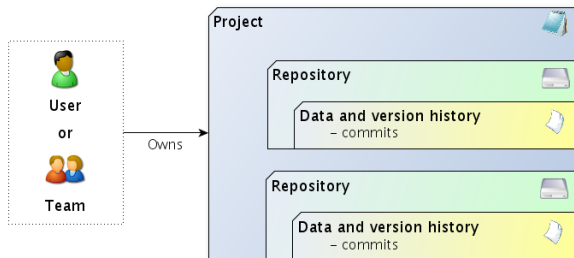 User
or
Team
Owns
Project
Repository
Data and version history
– commits
Repository
Data and version history
– commits